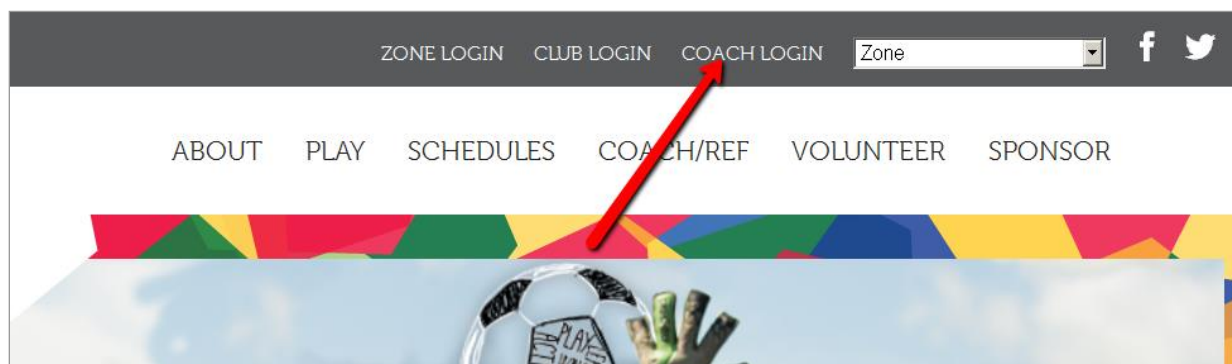 ZONE LOGIN CLUB LOGIN COACH LOGIN Zone
ABOUT PLAY SCHEDULES COACH/REF VOLUNTEER SPONSOR
PLAY